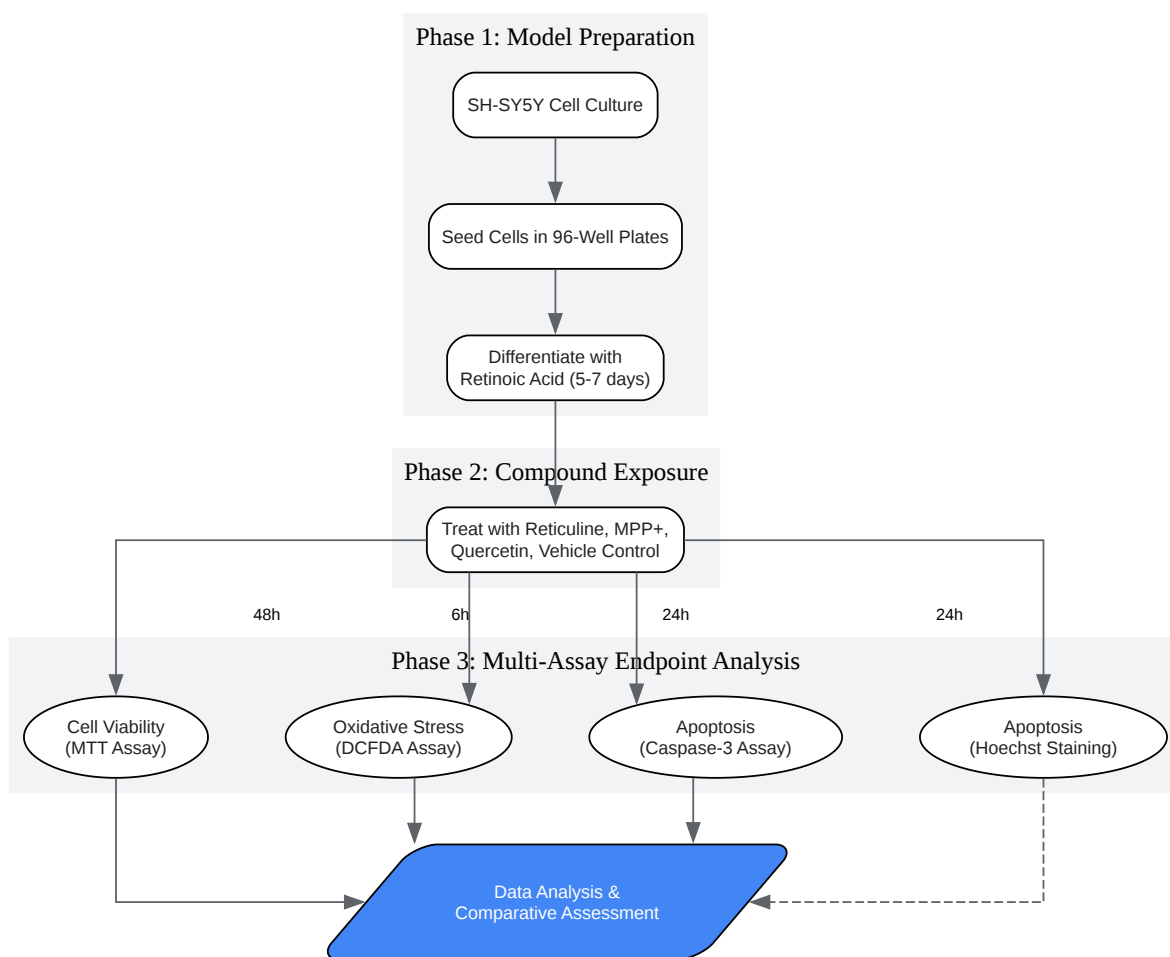 Phase 1: Model Preparation
SH-SY5Y Cell Culture
Seed Cells in 96-Well Plates
Differentiate with
Retinoic Acid (5-7 days)
Phase 2: Compound Exposure
Treat with Reticuline, MPP+,
Quercetin, Vehicle Control
48h
6h
24h
24h
Phase 3: Multi-Assay Endpoint Analysis
Cell Viability
(MTT Assay)
Oxidative Stress
(DCFDA Assay)
Apoptosis
(Caspase-3 Assay)
Apoptosis
(Hoechst Staining)
Data Analysis &
Comparative Assessment